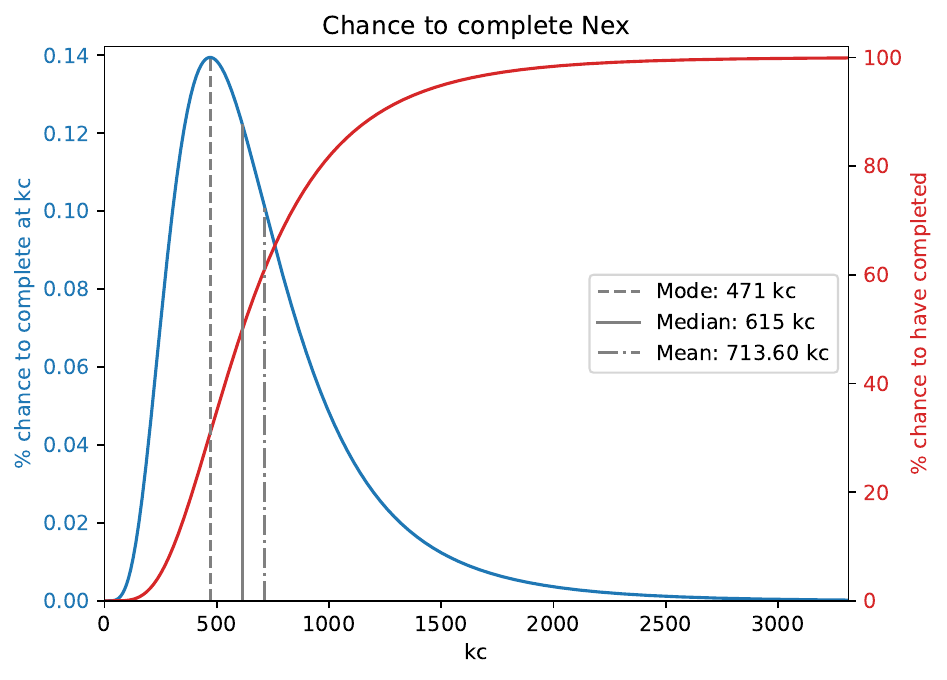 Chance to complete Nex
% chance to complete at kc
0.14
0.12
0.10
0.08
0.06
0.04
0.02
0.00
100
80
60
40
20
0
% chance to have completed
Mode: 471 kc
Median: 615 kc
Mean: 713.60 kc
0 500 1000 1500 2000 2500 3000
kc